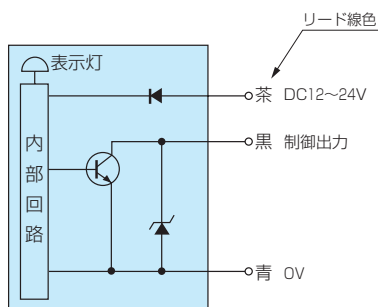 リード線色
表示灯
茶 DC12～24V
黒 制御出力
内部回路
青 0V